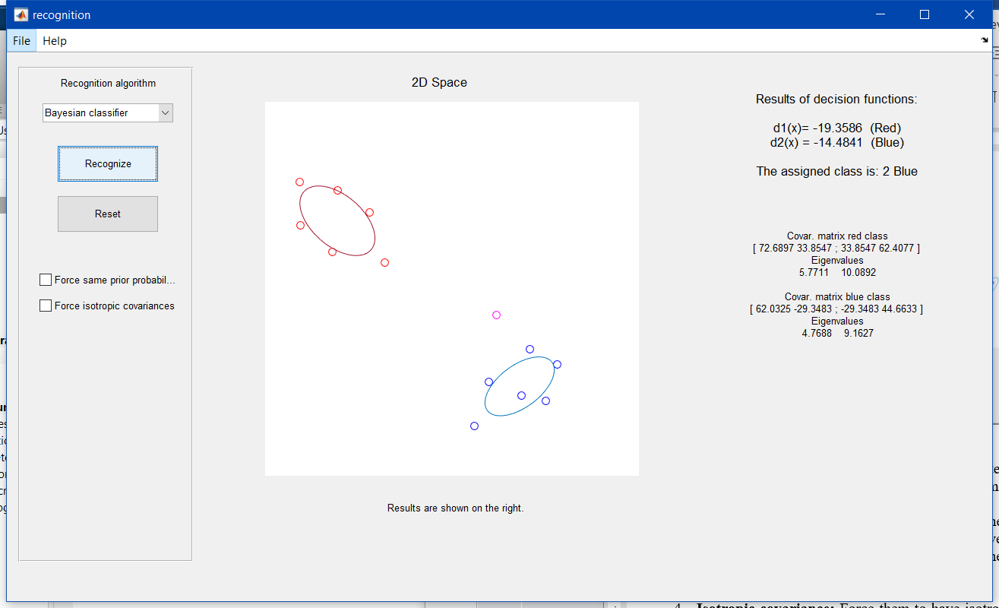 recognition
File Help
Recognition algorithm
Bayesian classifier
Recognize
Reset
Force same prior probabil...
Force isotropic covariances
2D Space
Results are shown on the right.
Results of decision functions:
d1(x)= -19.3586 (Red)
d2(x) = -14.4841 (Blue)
The assigned class is: 2 Blue
Covar. matrix red class
[ 72.6897 33.8547 ; 33.8547 62.4077 ]
Eigenvalues
5.7711 10.0892
Covar. matrix blue class
[ 62.0325 -29.3483 ; -29.3483 44.6633 ]
Eigenvalues
4.7688 9.1627